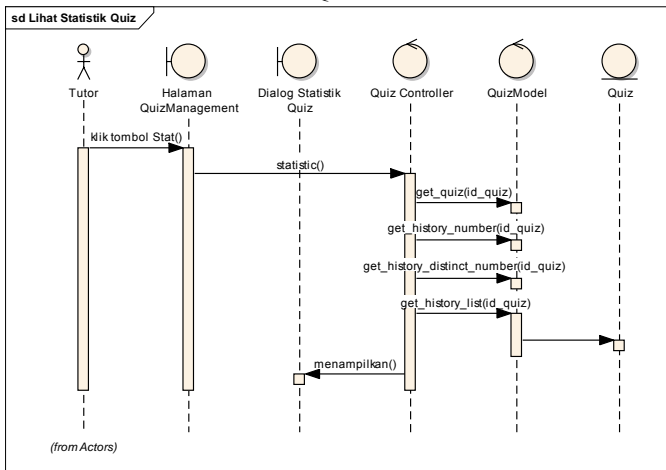 sd Lihat Statistik Quiz
Tutor
Halaman
QuizManagement
Dialog Statistik
Quiz
Quiz Controller
QuizModel
Quiz
klik tombol Stat()
statistic()
get_quiz(id_quiz)
get_history_number(id_quiz)
get_history_distinct_number(id_quiz)
get_history_list(id_quiz)
menampilkan()
(from Actors)